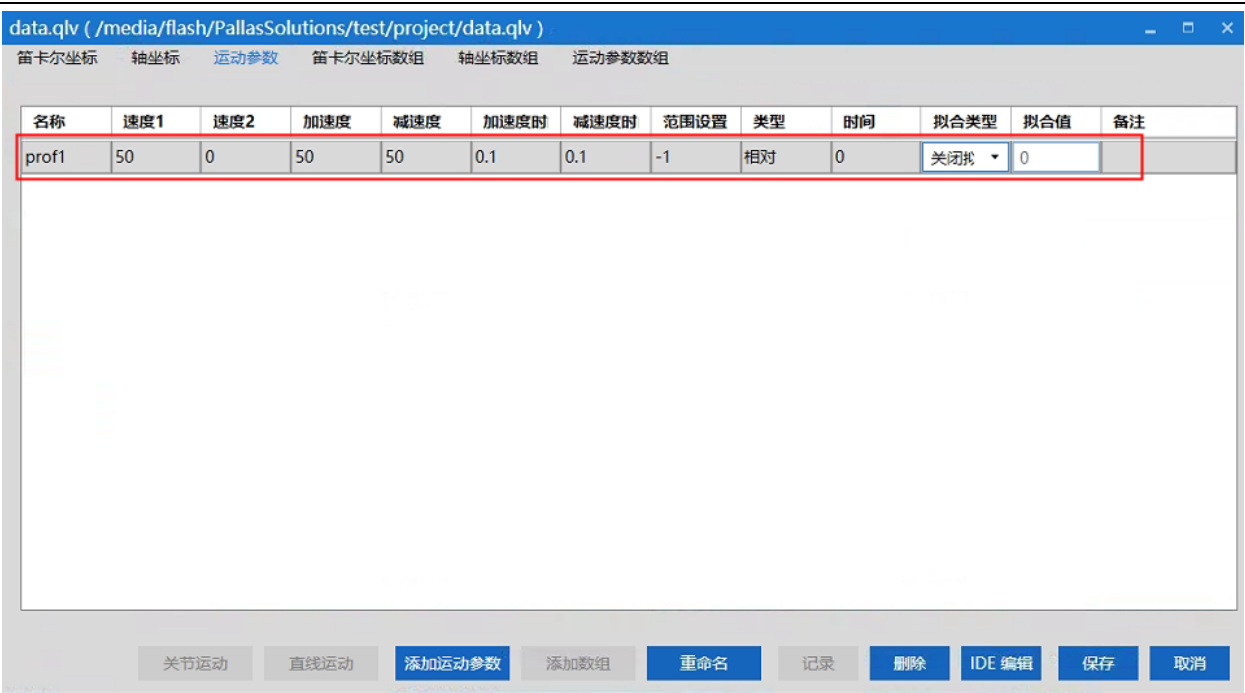 data.qlv ( /media/flash/PallasSolutions/test/project/data.qlv )
笛卡尔坐标 轴坐标 运动参数 笛卡尔坐标数组 轴坐标数组 运动参数数组
名称 速度1 速度2 加速度 减速度 加速度时 减速度时 范围设置 类型 时间 拟合类型 拟合值 备注
prof1 50 0 50 50 0.1 0.1 -1 相对 0 关闭拟 0
关节运动 直线运动 添加运动参数 添加数组 重命名 记录 删除 IDE 编辑 保存 取消